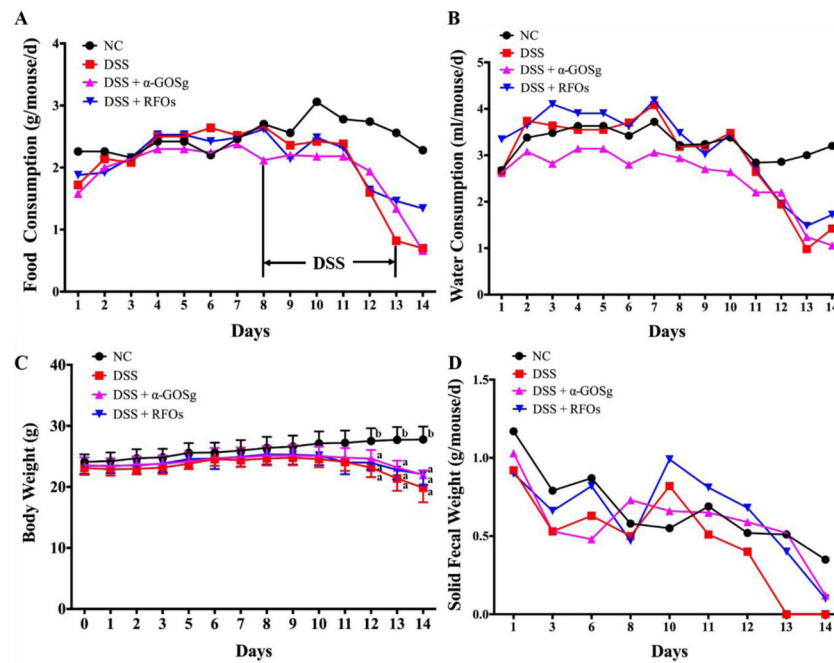 A
NC
DSS
DSS + α-GOSg
DSS + RFOs
Food Consumption (g/mouse/d)
4
3
2
1
0
DSS
1 2 3 4 5 6 7 8 9 10 11 12 13 14
Days
B
NC
DSS
DSS + α-GOSg
DSS + RFOs
Water Consumption (ml/mouse/d)
5
4
3
2
1
0
1 2 3 4 5 6 7 8 9 10 11 12 13 14
Days
C
NC
DSS
DSS + α-GOSg
DSS + RFOs
Body Weight (g)
40
30
20
10
0
b b b
a a a
a a a
a a a
0 1 2 3 4 5 6 7 8 9 10 11 12 13 14
Days
D
NC
DSS
DSS + α-GOSg
DSS + RFOs
Solid Fecal Weight (g/mouse/d)
1.5
1.0
0.5
0.0
1 3 6 8 10 11 12 13 14
Days